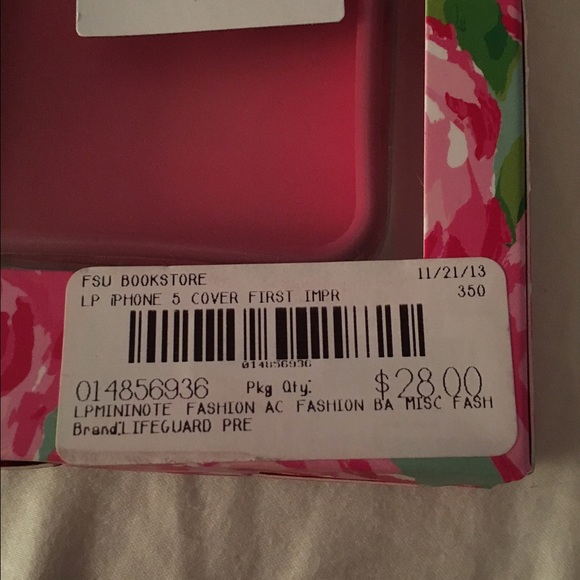 FSU BOOKSTORE 11/21/13
LP iPHONE 5 COVER FIRST IMPR 350
014856936
014856936 Pkg Qty: $28.00
LPMININOTE FASHION AC FASHION BA MISC FASH
Brand:LIFEGUARD PRE